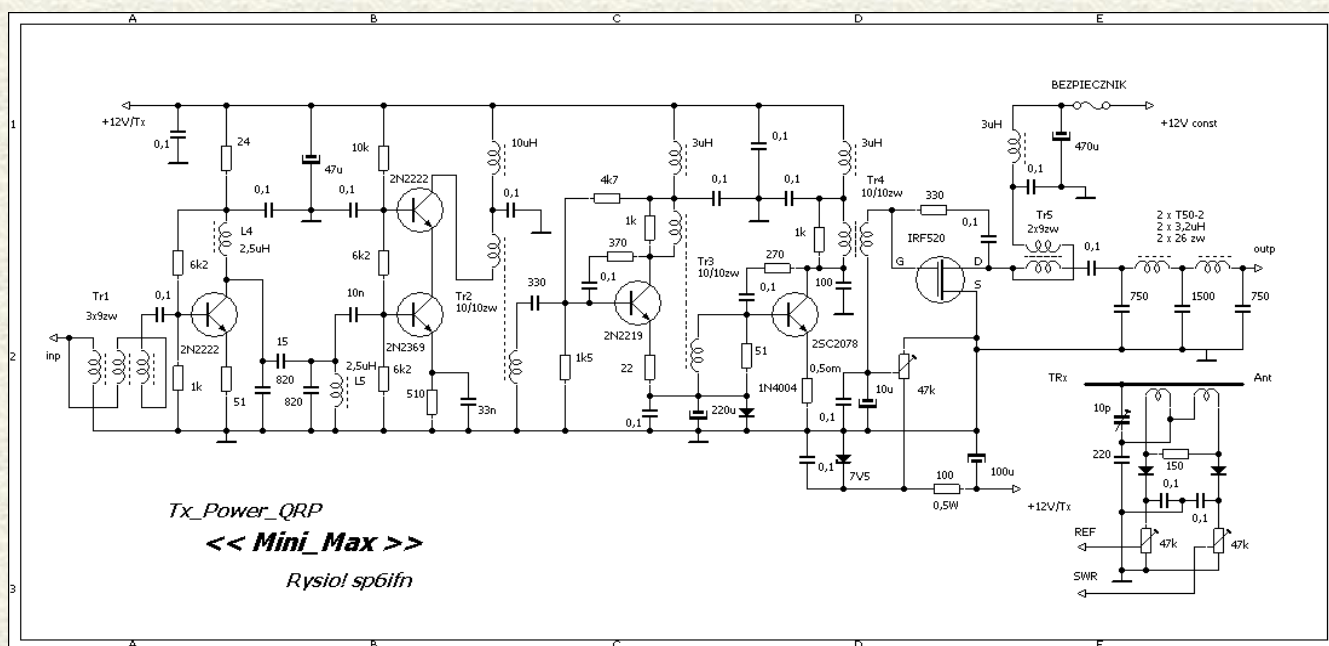 A B C D E
1
2
3
BEZPIECZNIK
+12V/Tx
0,1
24
47u
10k
2N2222
10uH
0,1
3uH
0,1
3uH
3uH
470u
+12V const
0,1
L4
2,5uH
0,1
0,1
4k7
1k
0,1
0,1
1k
Tr4
10/10zw
330
0,1
IRF520
G
D
S
Tr5
2x9zw
0,1
2 x T50-2
2 x 3,2uH
2 x 26 zw
outp
6k2
6k2
370
0,1
Tr3
10/10zw
270
0,1
100
750
1500
750
Tr1
3x9zw
0,1
inp
2N2222
1k
51
15
820
820
10n
2,5uH
L5
2N2369
6k2
510
33n
Tr2
10/10zw
330
1k5
2N2219
22
0,1
220u
51
1N4004
2SC2078
0,5om
0,1
10u
47k
0,1
7V5
100
0,5W
100u
+12V/Tx
TRx
Ant
10p
220
150
0,1
0,1
REF
47k
47k
SWR
Tx_Power_QRP
<< Mini_Max >>
Rysio! sp6ifn
A B C D E